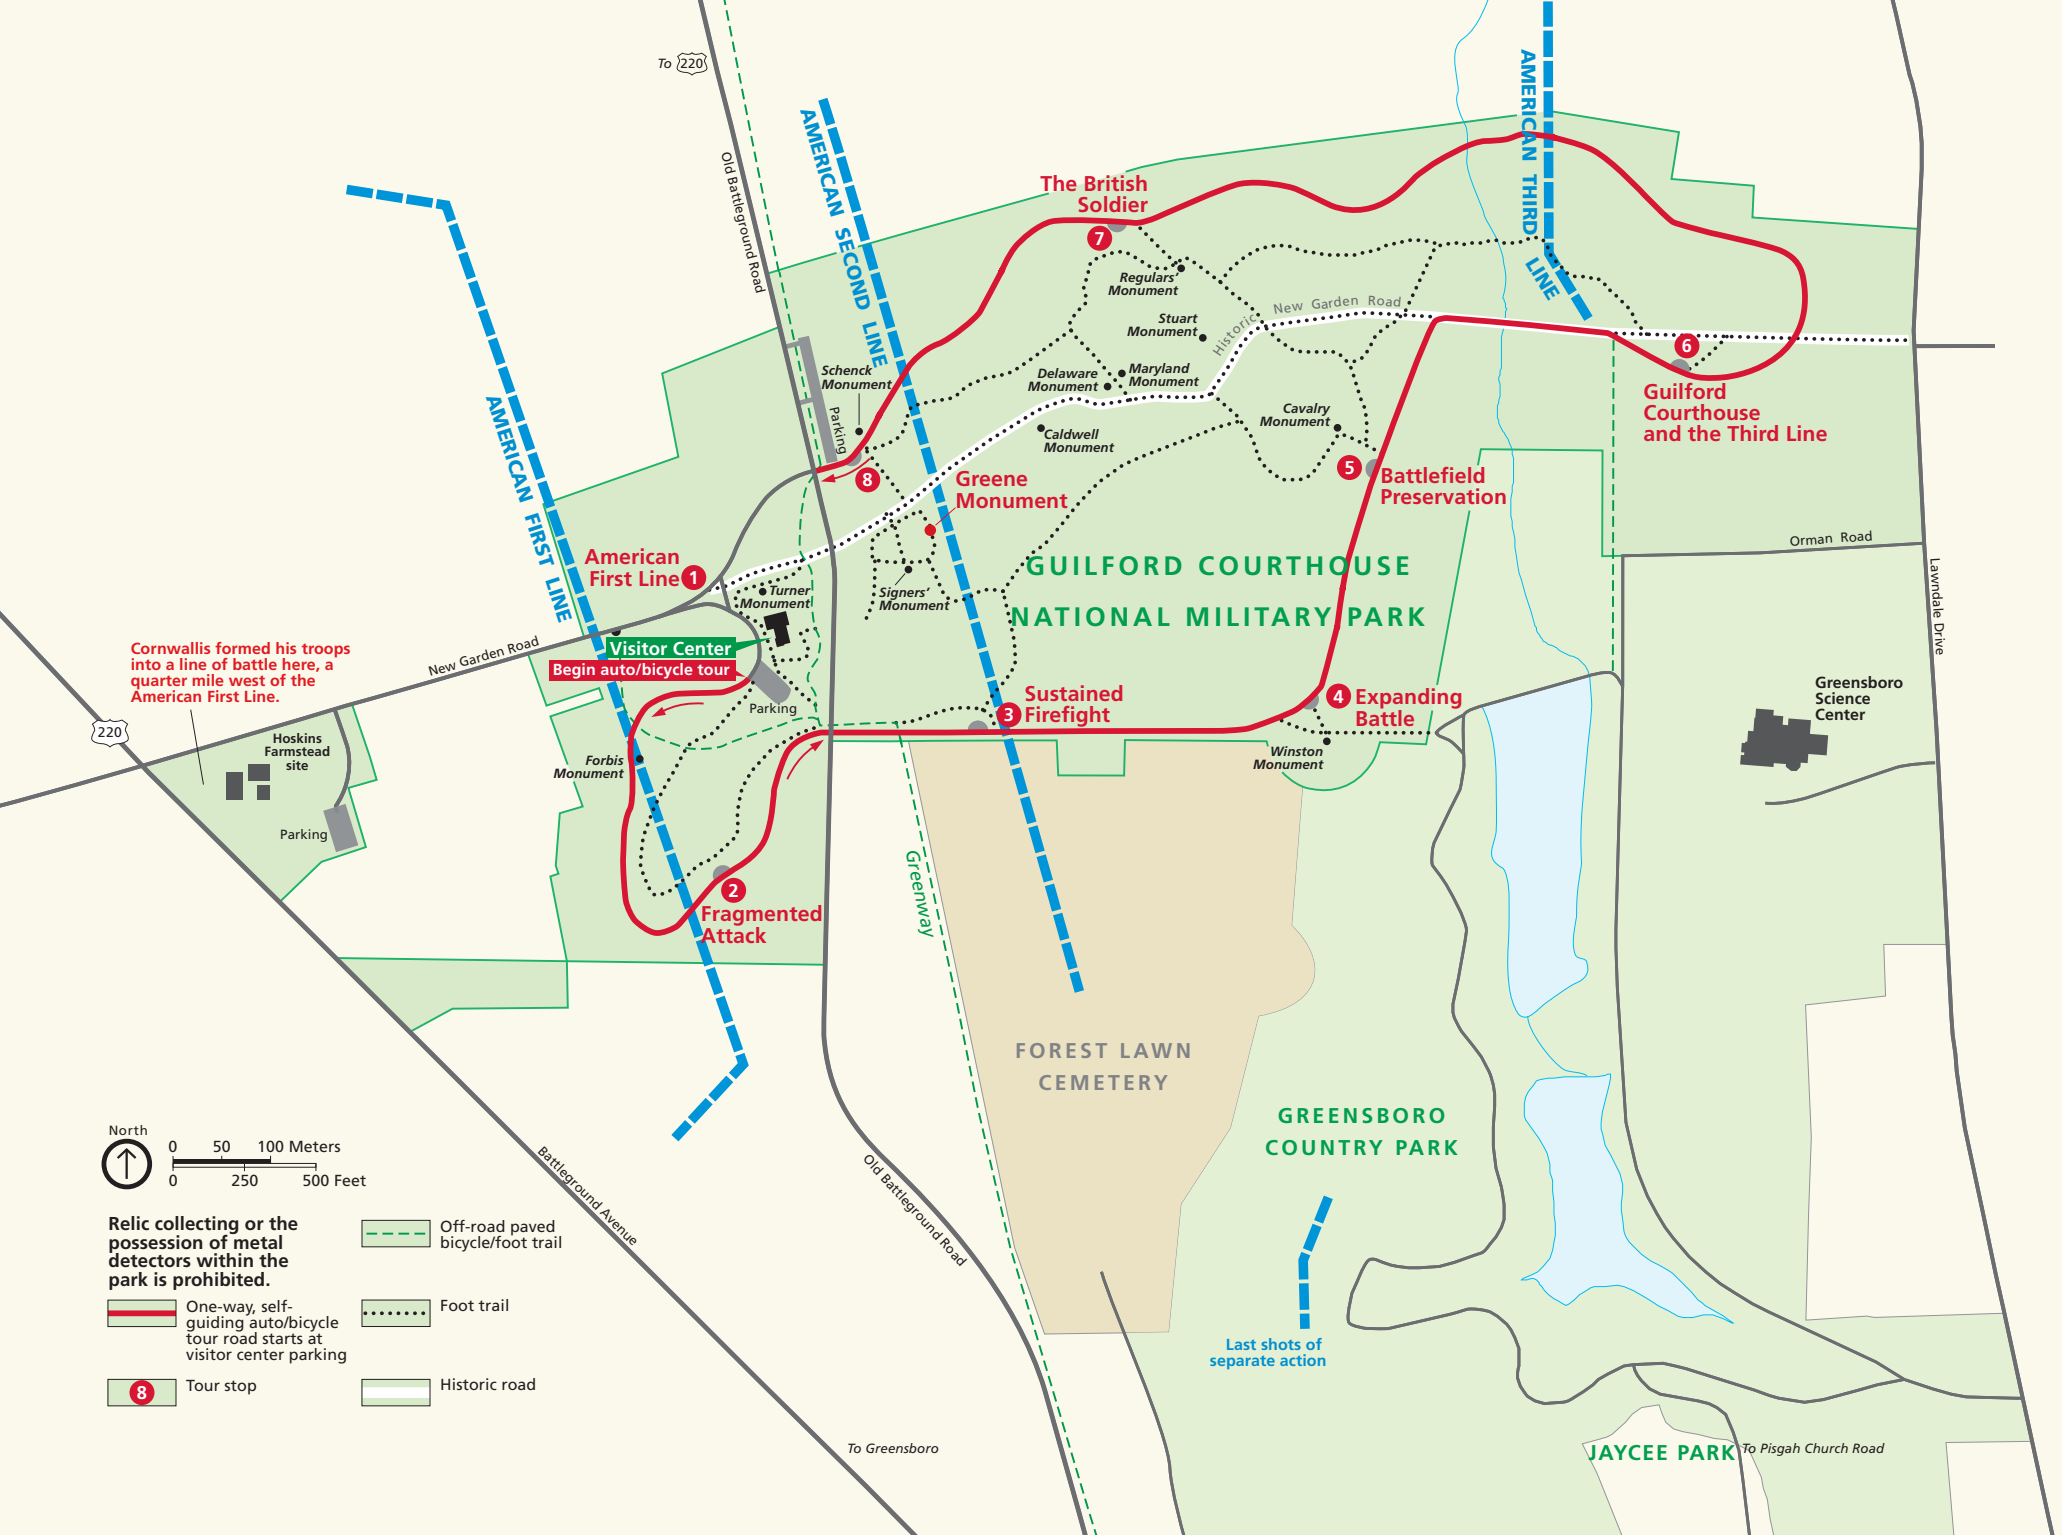 To 220
Old Battleground Road
AMERICAN SECOND LINE
AMERICAN THIRD
LINE
The British
Soldier
7
Regulars'
Monument
Stuart
Monument
Historic New Garden Road
Schenck
Monument
Parking
Delaware
Monument
Maryland
Monument
6
Guilford
Courthouse
and the Third Line
Caldwell
Monument
Cavalry
Monument
5
Battlefield
Preservation
8
Greene
Monument
AMERICAN FIRST LINE
American
First Line
1
Turner
Monument
Signers'
Monument
GUILFORD COURTHOUSE
NATIONAL MILITARY PARK
Orman Road
Lawndale Drive
Cornwallis formed his troops
into a line of battle here, a
quarter mile west of the
American First Line.
New Garden Road
Visitor Center
Begin auto/bicycle tour
Parking
3
Sustained
Firefight
4
Expanding
Battle
Winston
Monument
Greensboro
Science
Center
220
Hoskins
Farmstead
site
Parking
Forbis
Monument
2
Fragmented
Attack
Greenway
FOREST LAWN
CEMETERY
GREENSBORO
COUNTRY PARK
North
0 50 100 Meters
0 250 500 Feet
Battleground Avenue
Old Battleground Road
Relic collecting or the
possession of metal
detectors within the
park is prohibited.
One-way, self-
guiding auto/bicycle
tour road starts at
visitor center parking
8
Tour stop
Off-road paved
bicycle/foot trail
Foot trail
Historic road
Last shots of
separate action
To Greensboro
JAYCEE PARK
To Pisgah Church Road